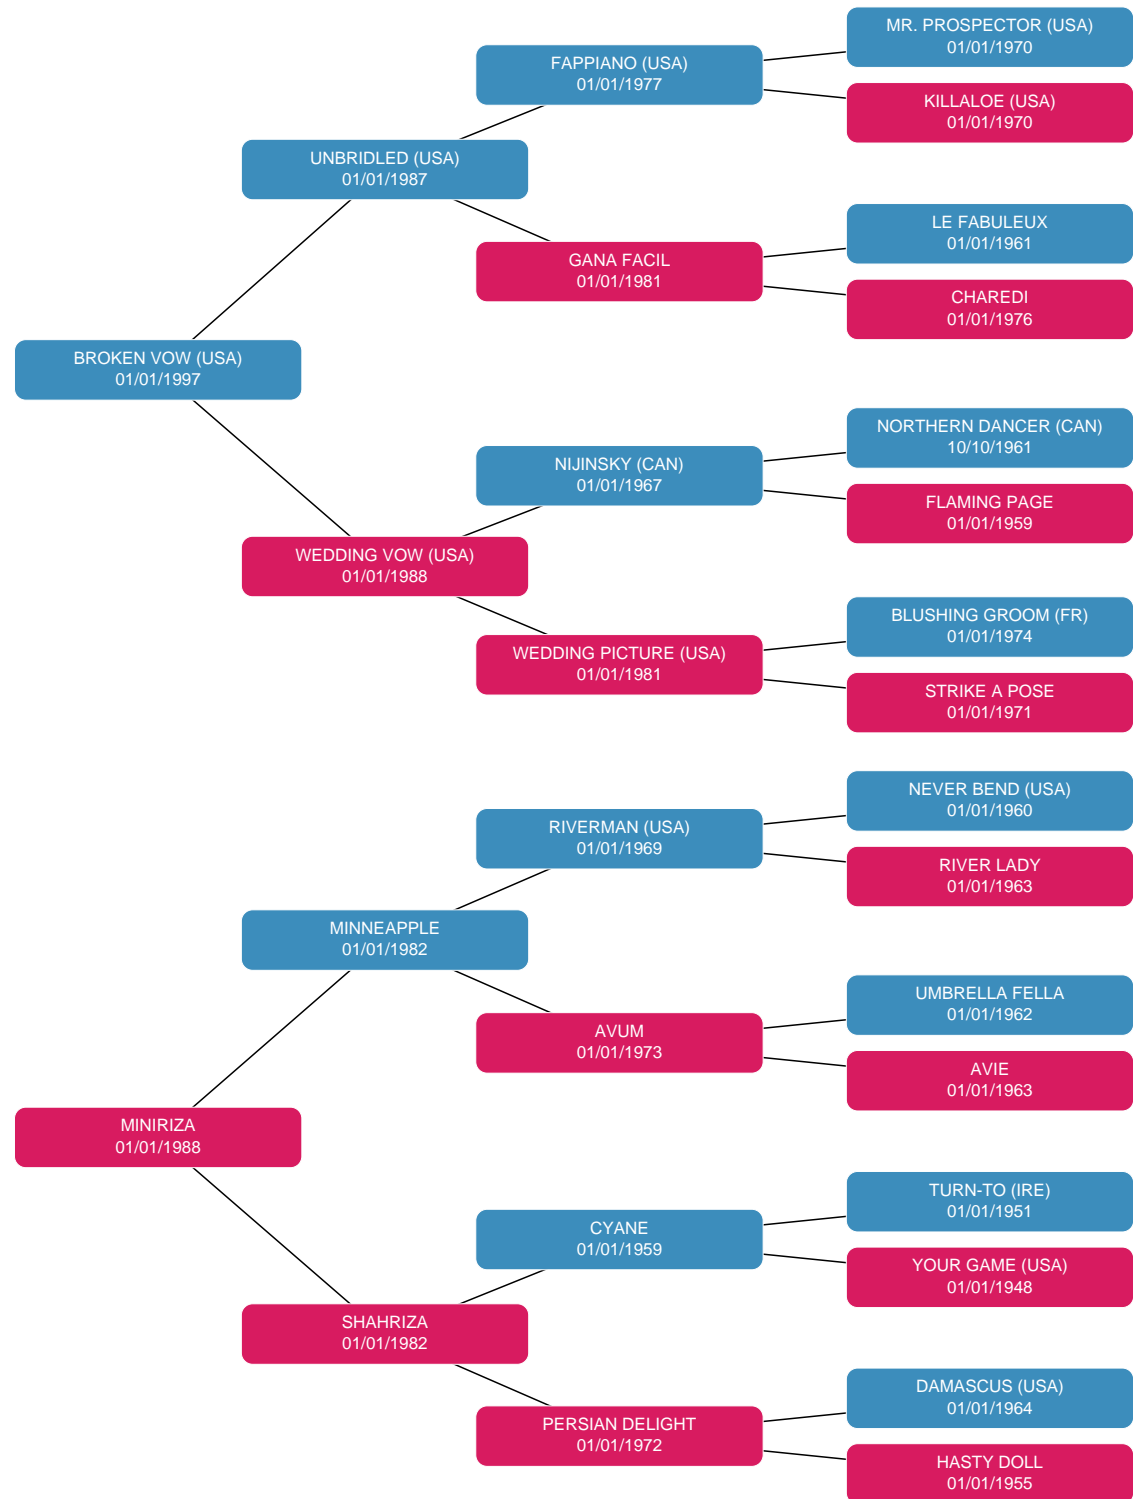 MR. PROSPECTOR (USA)
01/01/1970
FAPPIANO (USA)
01/01/1977
KILLALOE (USA)
01/01/1970
UNBRIDLED (USA)
01/01/1987
LE FABULEUX
01/01/1961
GANA FACIL
01/01/1981
CHAREDI
01/01/1976
BROKEN VOW (USA)
01/01/1997
NORTHERN DANCER (CAN)
10/10/1961
NIJINSKY (CAN)
01/01/1967
FLAMING PAGE
01/01/1959
WEDDING VOW (USA)
01/01/1988
BLUSHING GROOM (FR)
01/01/1974
WEDDING PICTURE (USA)
01/01/1981
STRIKE A POSE
01/01/1971
NEVER BEND (USA)
01/01/1960
RIVERMAN (USA)
01/01/1969
RIVER LADY
01/01/1963
MINNEAPPLE
01/01/1982
UMBRELLA FELLA
01/01/1962
AVUM
01/01/1973
AVIE
01/01/1963
MINIRIZA
01/01/1988
TURN-TO (IRE)
01/01/1951
CYANE
01/01/1959
YOUR GAME (USA)
01/01/1948
SHAHRIZA
01/01/1982
DAMASCUS (USA)
01/01/1964
PERSIAN DELIGHT
01/01/1972
HASTY DOLL
01/01/1955